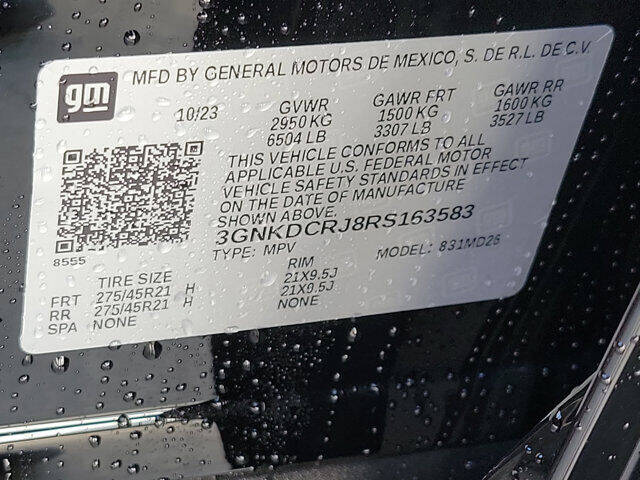 MFD BY GENERAL MOTORS DE MEXICO, S. DE R.L. DE C.V.
gm
10/23 GVWR GAWR FRT GAWR RR
2950 KG 1500 KG 1600 KG
6504 LB 3307 LB 3527 LB
THIS VEHICLE CONFORMS TO ALL
APPLICABLE U.S. FEDERAL MOTOR
VEHICLE SAFETY STANDARDS IN EFFECT
ON THE DATE OF MANUFACTURE
SHOWN ABOVE.
3GNKDCRJ8RS163583
8555
TYPE: MPV MODEL: 831MD26
TIRE SIZE RIM
FRT 275/45R21 H 21X9.5J
RR 275/45R21 H 21X9.5J
SPA NONE NONE